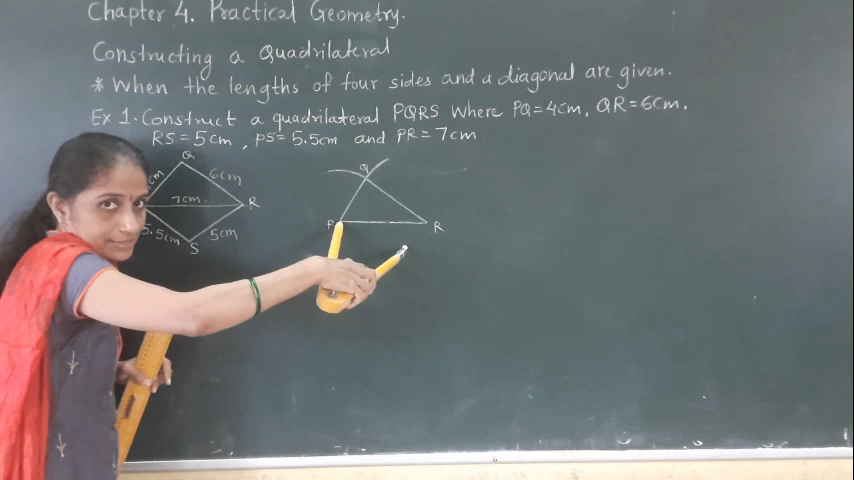 Chapter 4. Practical Geometry.
Constructing a Quadrilateral
* When the lengths of four sides and a diagonal are given.
Ex 1. Construct a quadrilateral PQRS where PQ=4cm, QR=6cm.
RS=5cm, PS=5.5cm and PR=7cm
Q
cm 6cm
7cm. R
5.5cm S 5cm
Q
P R